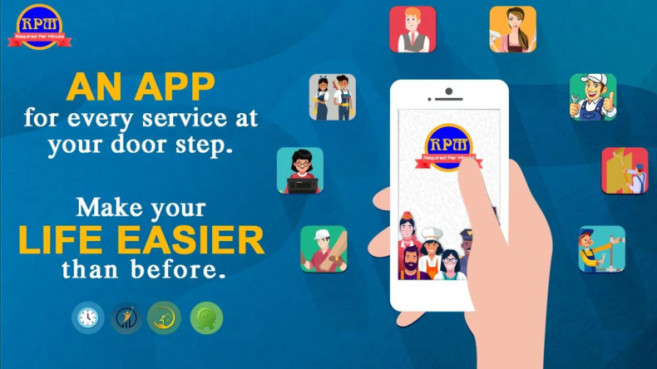 RPM
Required Per Minute
AN APP
for every service at
your door step.
Make your
LIFE EASIER
than before.
RPM
Required Per Minute